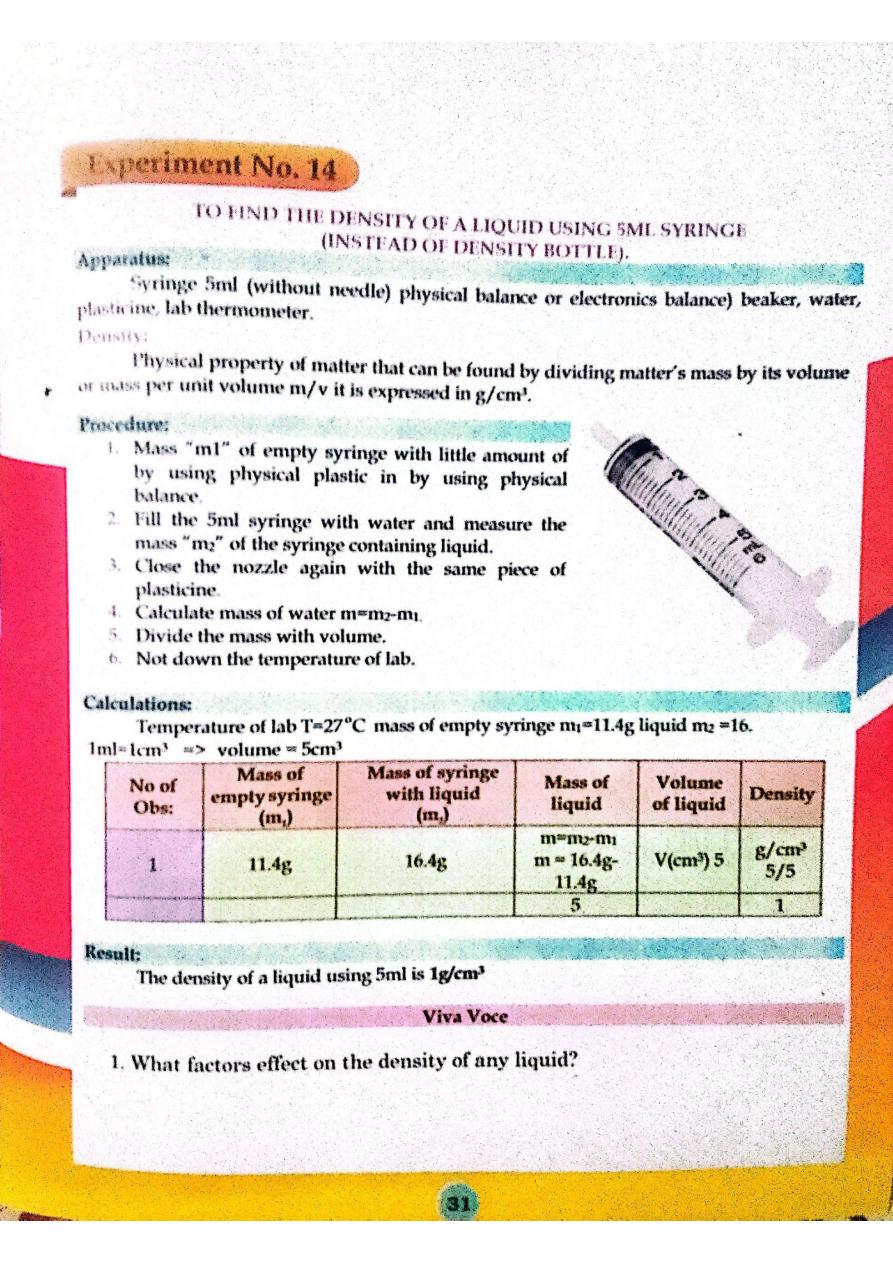 Experiment No. 14
TO FIND THE DENSITY OF A LIQUID USING 5ML SYRINGE
(INSTEAD OF DENSITY BOTTLE).
Apparatus:
Syringe 5ml (without needle) physical balance or electronics balance) beaker, water,
plasticine, lab thermometer.
Density:
Physical property of matter that can be found by dividing matter's mass by its volume
or mass per unit volume m/v it is expressed in g/cm³.
Procedure:
1. Mass "m1" of empty syringe with little amount of
by using physical plastic in by using physical
balance.
2. Fill the 5ml syringe with water and measure the
mass "m₂" of the syringe containing liquid.
3. Close the nozzle again with the same piece of
plasticine.
4. Calculate mass of water m=m₂-m₁.
5. Divide the mass with volume.
6. Not down the temperature of lab.
1 2 3 4 5 6 mL
Calculations:
Temperature of lab T=27°C mass of empty syringe m₁=11.4g liquid m₂ =16.
1ml=1cm³ => volume = 5cm³
No of Obs: Mass of empty syringe (m₁) Mass of syringe with liquid (m₁) Mass of liquid Volume of liquid Density
1 11.4g 16.4g m=m₂-m₁ m = 16.4g-11.4g V(cm³) 5 g/cm³ 5/5
5 1
Result:
The density of a liquid using 5ml is 1g/cm³
Viva Voce
1. What factors effect on the density of any liquid?
31